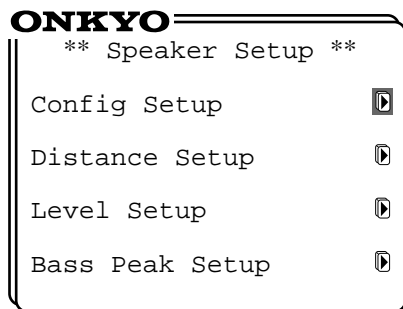 ONKYO
** Speaker Setup **
Config Setup
Distance Setup
Level Setup
Bass Peak Setup